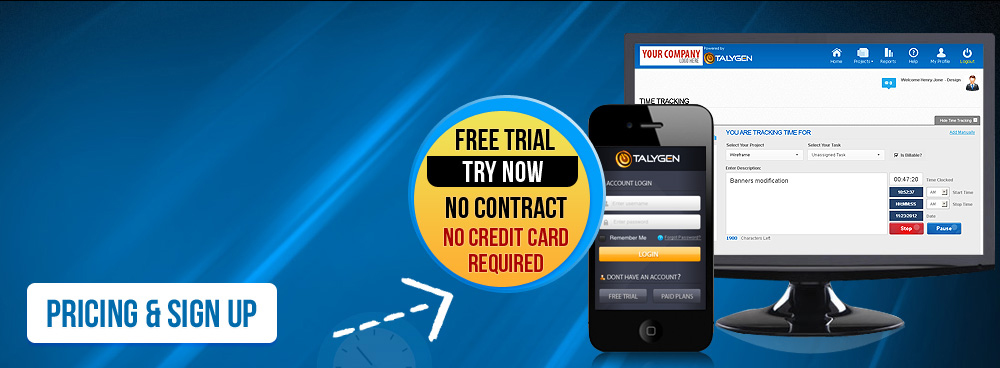 PRICING & SIGN UP
FREE TRIAL
TRY NOW
NO CONTRACT
NO CREDIT CARD
REQUIRED
TALYGEN
ACCOUNT LOGIN
Enter username
Enter password
Remember Me
Forgot Password?
LOGIN
DONT HAVE AN ACCOUNT?
FREE TRIAL
PAID PLANS
YOUR COMPANY
LOGO HERE
Powered by
TALYGEN
Home
Projects
Reports
Help
My Profile
Logout
Welcome Henry Jone - Design
TIME TRACKING
Hide Time Tracking
YOU ARE TRACKING TIME FOR
Add Manually
Select Your Project
Select Your Task
Wireframe
Unassigned Task
Is Billable?
Enter Description:
Banners modification
00:47:20
Time Clocked
10:52:37
AM
Start Time
HH:MM:SS
AM
Stop Time
11/23/2012
Date
Stop
Pause
1980 Characters Left